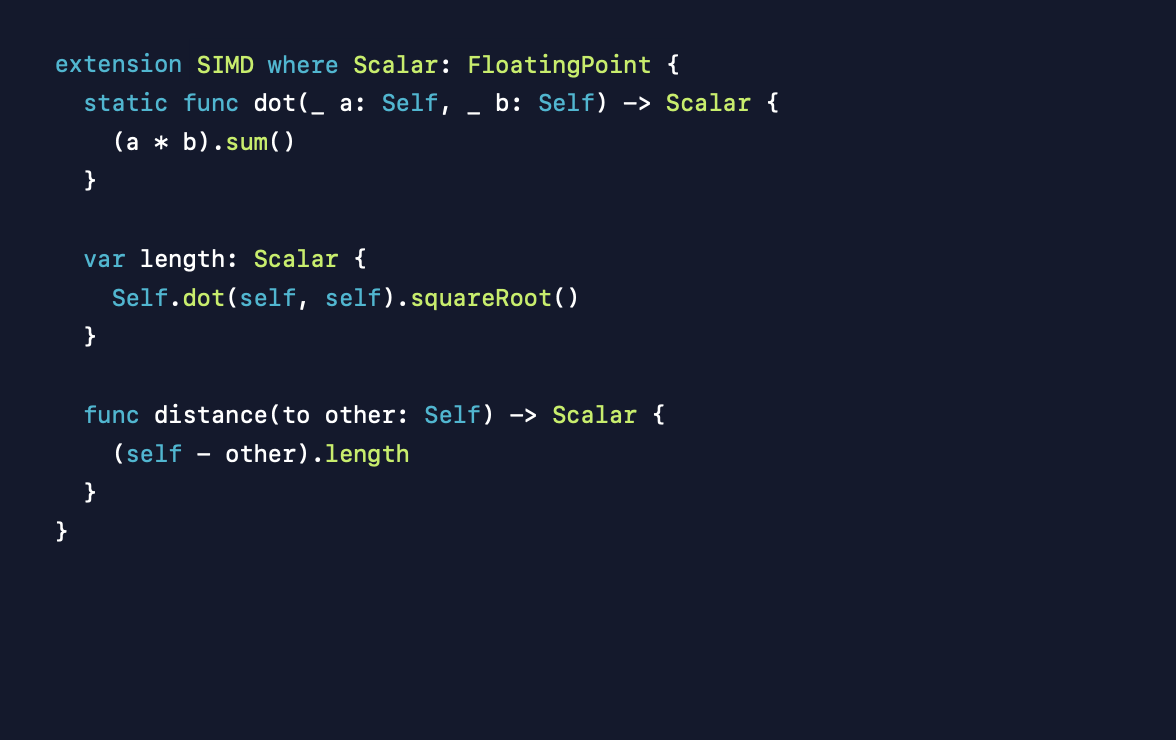 extension SIMD where Scalar: FloatingPoint {
  static func dot(_ a: Self, _ b: Self) -> Scalar {
    (a * b).sum()
  }

  var length: Scalar {
    Self.dot(self, self).squareRoot()
  }

  func distance(to other: Self) -> Scalar {
    (self - other).length
  }
}